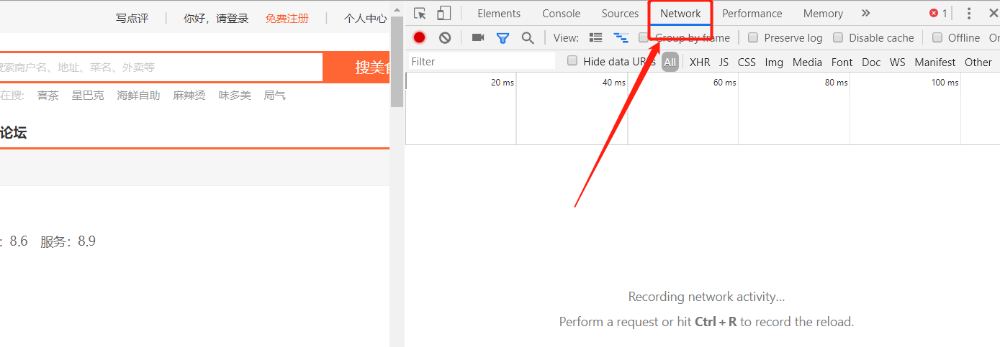 写点评 你好，请登录 免费注册 个人中心
搜索商户名、地址、菜名、外卖等 搜美食
在搜: 喜茶 星巴克 海鲜自助 麻辣烫 味多美 局气
论坛
: 8.6 服务: 8.9
Elements Console Sources Network Performance Memory 1
View: Group by frame Preserve log Disable cache Offline On
Filter Hide data URLs All XHR JS CSS Img Media Font Doc WS Manifest Other
20 ms 40 ms 60 ms 80 ms 100 ms
Recording network activity…
Perform a request or hit Ctrl + R to record the reload.